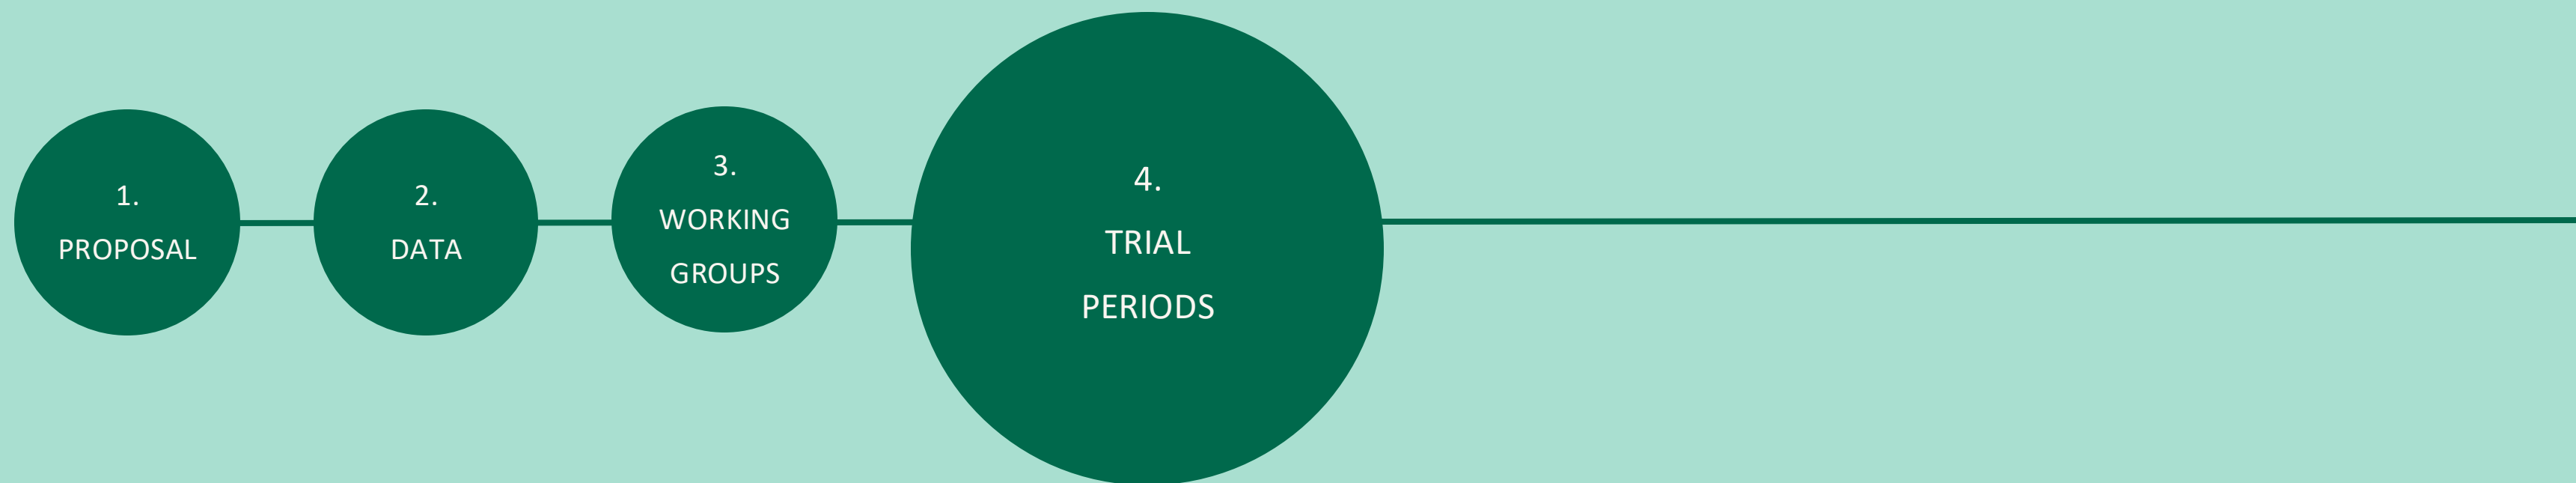 1.
PROPOSAL
2.
DATA
3.
WORKING
GROUPS
4.
TRIAL
PERIODS